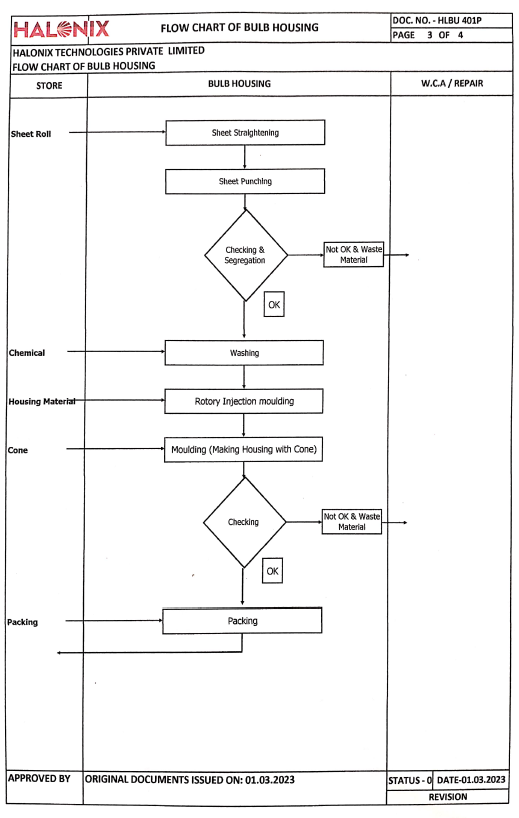 HALONIX
FLOW CHART OF BULB HOUSING
DOC. NO. - HLBU 401P
PAGE 3 OF 4
HALONIX TECHNOLOGIES PRIVATE LIMITED
FLOW CHART OF BULB HOUSING
STORE
BULB HOUSING
W.C.A / REPAIR
Sheet Roll
Sheet Straightening
Sheet Punching
Checking &
Segregation
Not OK & Waste
Material
OK
Chemical
Washing
Housing Material
Rotory Injection moulding
Cone
Moulding (Making Housing with Cone)
Checking
Not OK & Waste
Material
OK
Packing
Packing
APPROVED BY
ORIGINAL DOCUMENTS ISSUED ON: 01.03.2023
STATUS - 0
DATE-01.03.2023
REVISION